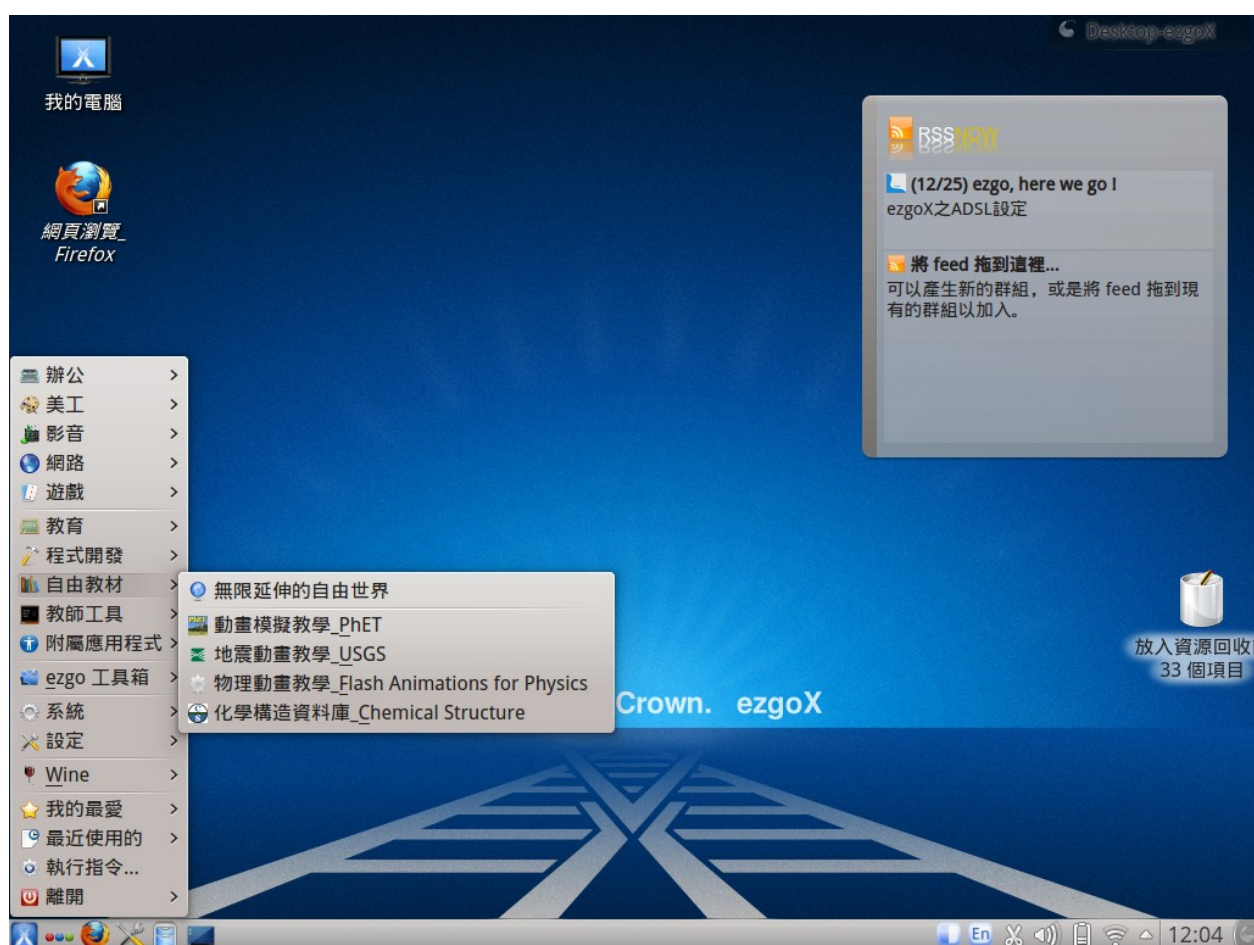 Desktop-ezgoX
我的電腦
網頁瀏覽_
Firefox
RSSNOW
(12/25) ezgo, here we go !
ezgoX之ADSL設定
將 feed 拖到這裡...
可以產生新的群組，或是將 feed 拖到現
有的群組以加入。
辦公
美工
影音
網路
遊戲
教育
程式開發
自由教材
教師工具
附屬應用程式
ezgo 工具箱
系統
設定
Wine
我的最愛
最近使用的
執行指令...
離開
無限延伸的自由世界
動畫模擬教學_PhET
地震動畫教學_USGS
物理動畫教學_Flash Animations for Physics
化學構造資料庫_Chemical Structure
Crown. ezgoX
放入資源回收
33 個項目
En
12:04